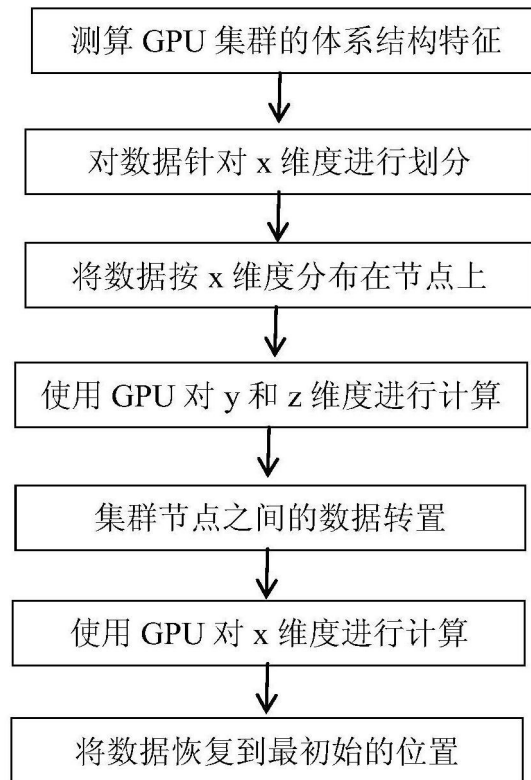 测算 GPU 集群的体系结构特征
对数据针对 x 维度进行划分
将数据按 x 维度分布在节点上
使用 GPU 对 y 和 z 维度进行计算
集群节点之间的数据转置
使用 GPU 对 x 维度进行计算
将数据恢复到最初始的位置